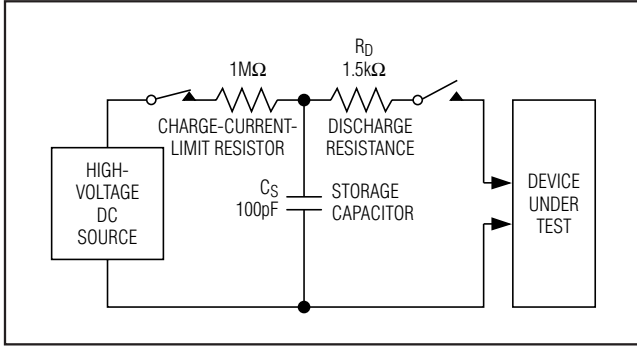 R_D
1MΩ
1.5kΩ
CHARGE-CURRENT-
LIMIT RESISTOR
DISCHARGE
RESISTANCE
HIGH-
VOLTAGE
DC
SOURCE
C_S
100pF
STORAGE
CAPACITOR
DEVICE
UNDER
TEST